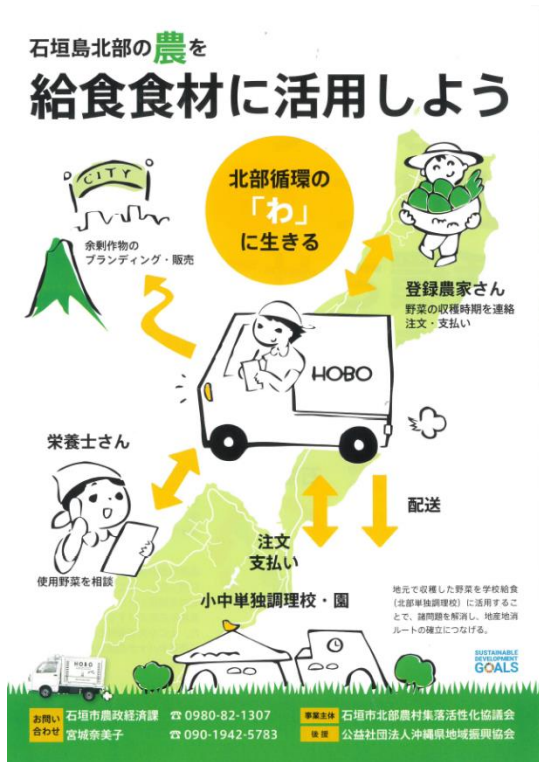 石垣島北部の農を
給食食材に活用しよう
CITY
北部循環の
「わ」
に生きる
余剰作物の
ブランディング・販売
登録農家さん
野菜の収穫時期を連絡
注文・支払い
HOBO
栄養士さん
使用野菜を相談
配送
注文
支払い
小中単独調理校・園
地元で収穫した野菜を学校給食
(北部単独調理校)に活用するこ
とで、諸問題を解消し、地産地消
ルートの確立につなげる。
SUSTAINABLE
DEVELOPMENT
GOALS
HOBO
お問い
合わせ
石垣市農政経済課 ☎0980-82-1307
宮城奈美子 ☎090-1942-5783
事業主体 石垣市北部農村集落活性化協議会
後援 公益社団法人沖縄県地域振興協会